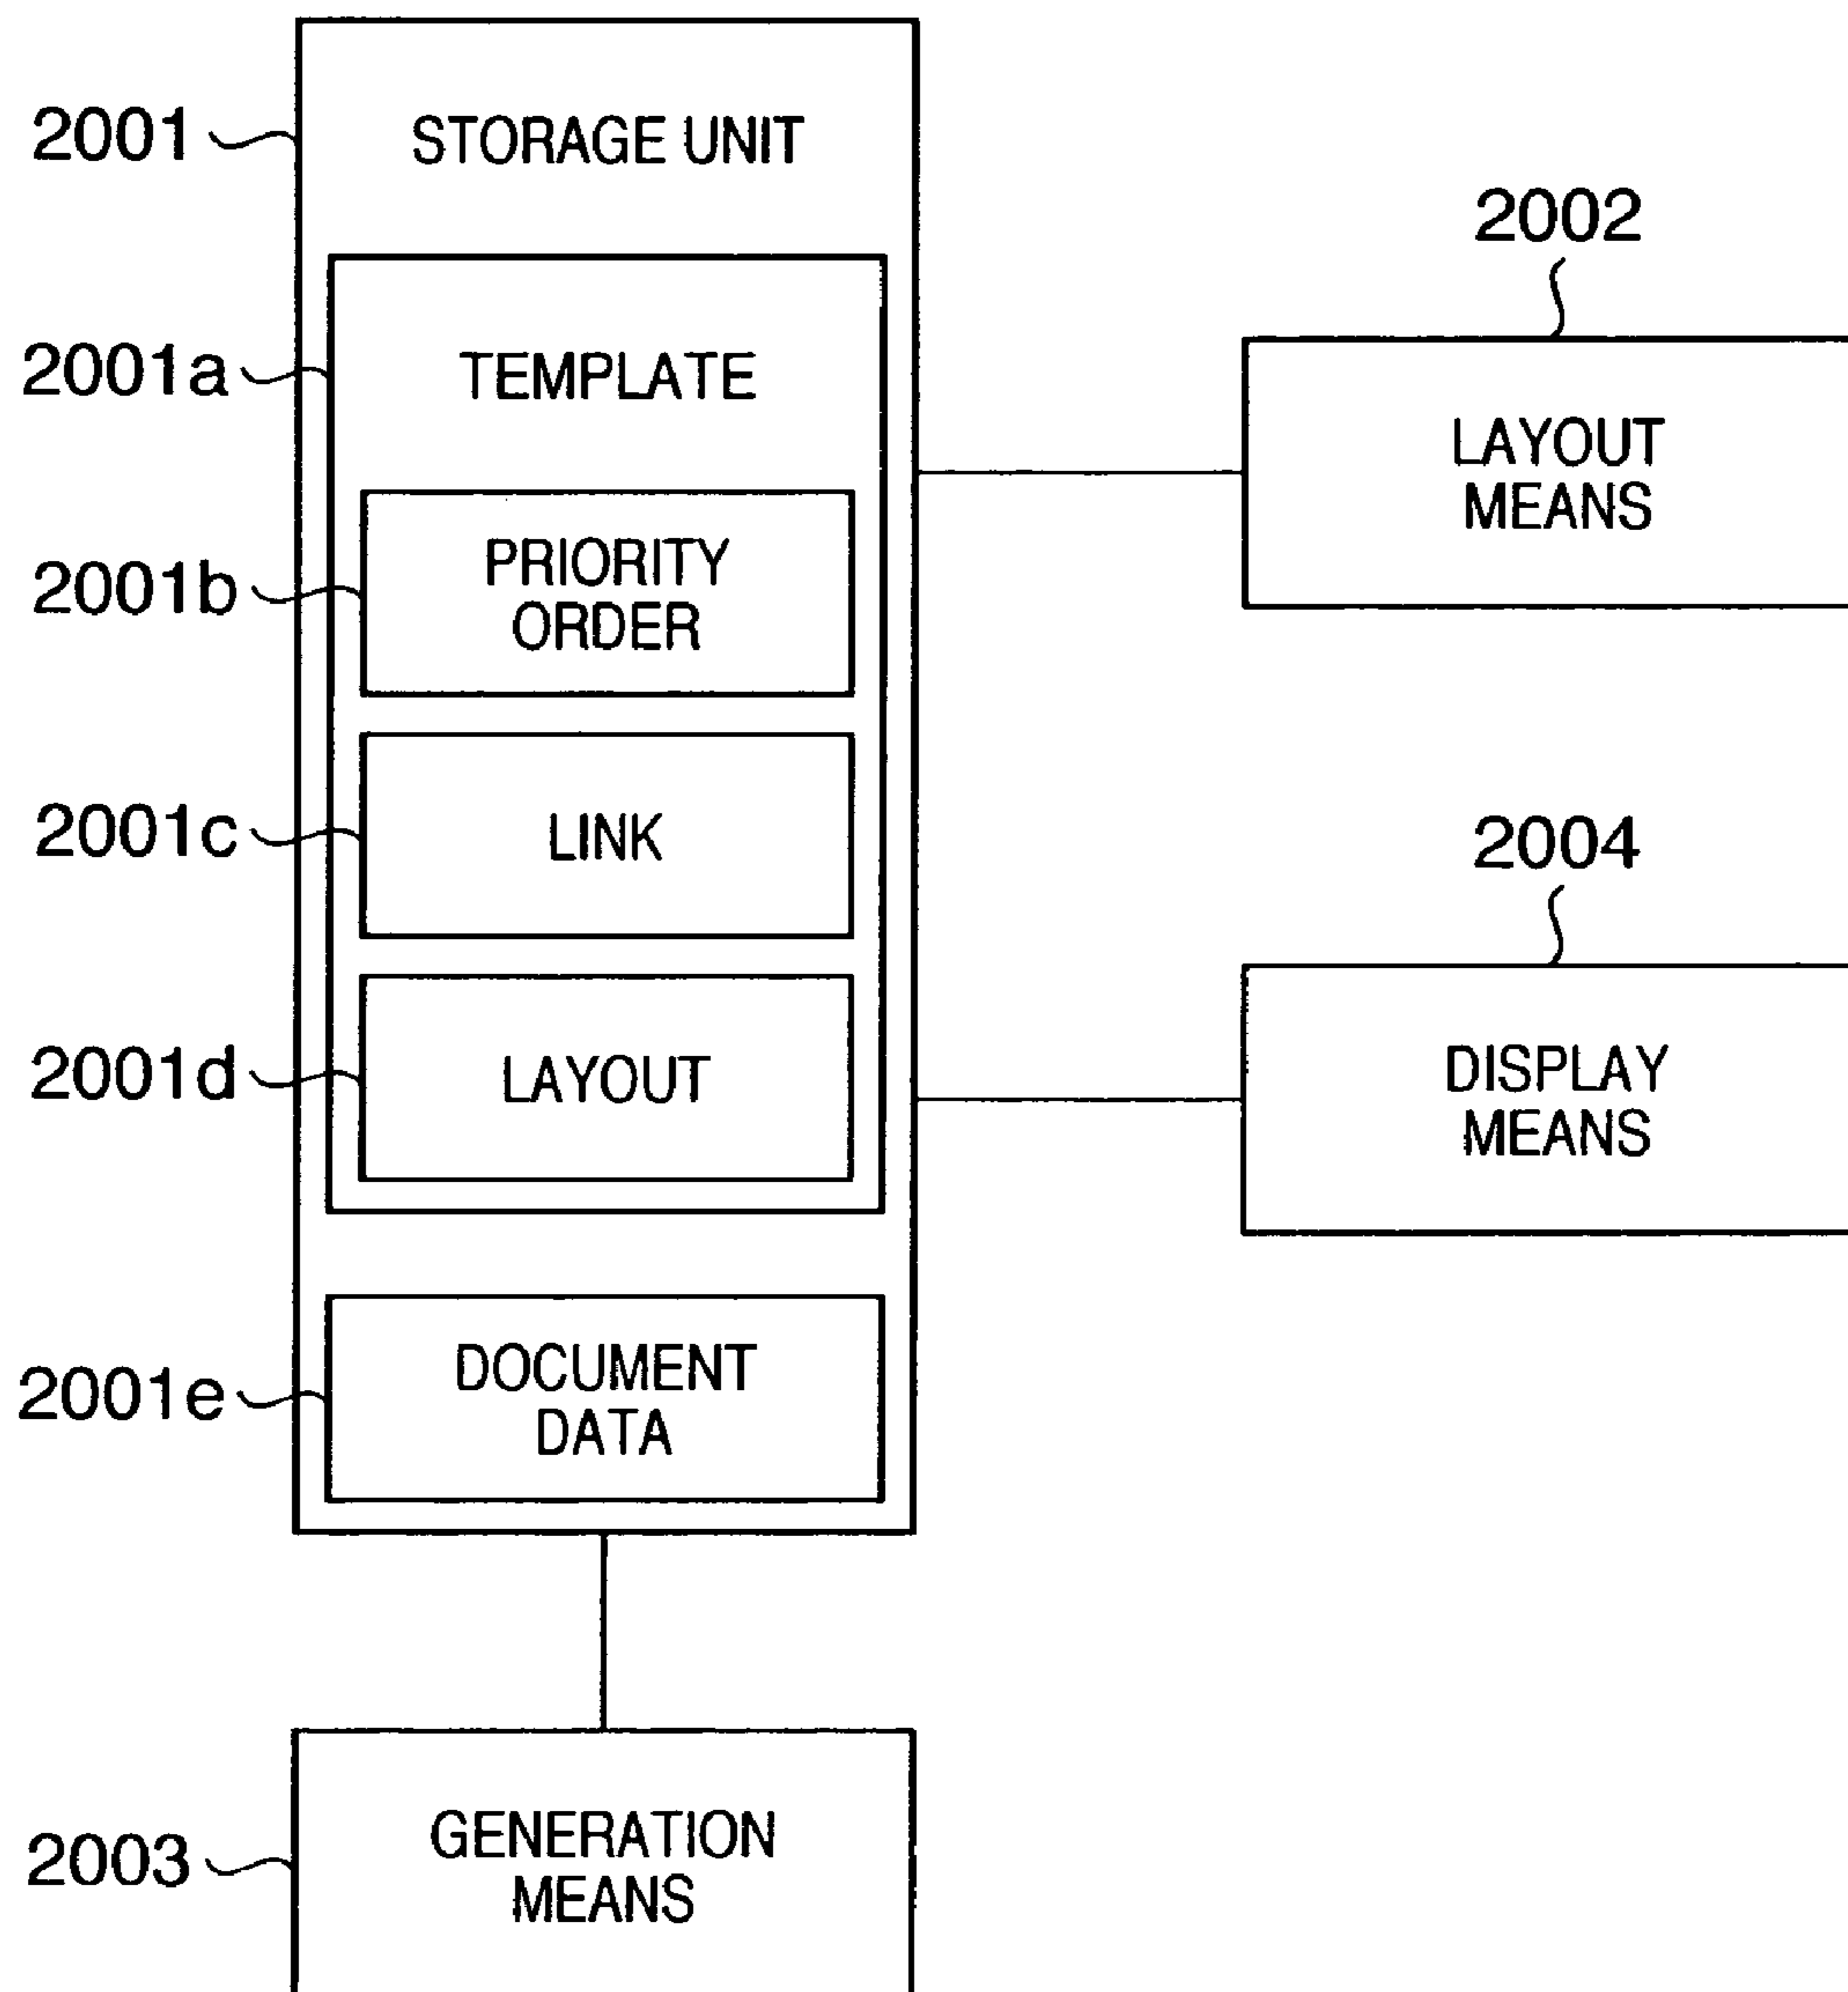 2001
STORAGE UNIT
2002
2001a
TEMPLATE
LAYOUT
MEANS
2001b
PRIORITY
ORDER
2001c
LINK
2004
2001d
LAYOUT
DISPLAY
MEANS
2001e
DOCUMENT
DATA
2003
GENERATION
MEANS